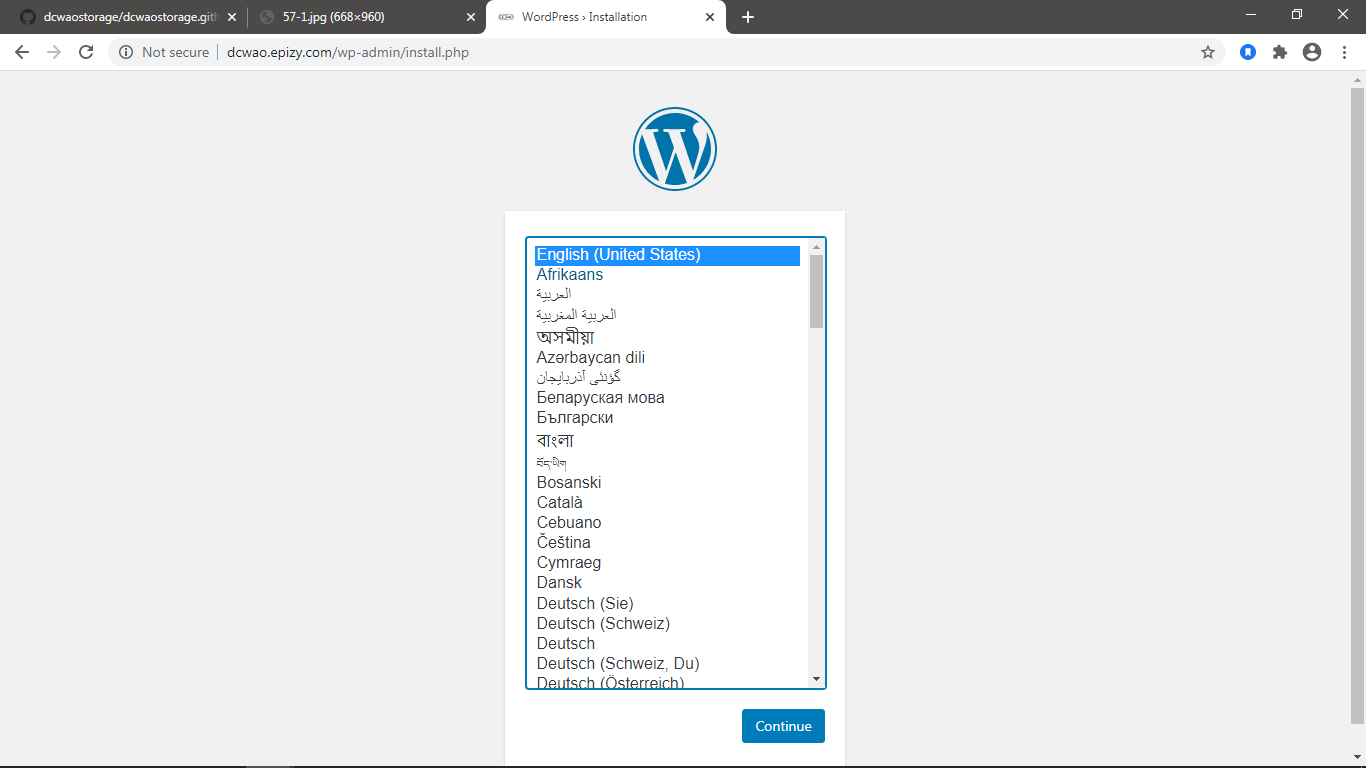 dcwaostorage/dcwaostorage.gith
57-1.jpg (668×960)
WordPress › Installation
Not secure
dcwao.epizy.com/wp-admin/install.php
English (United States)
Afrikaans
العربية
العربية المغربية
অসমীয়া
Azərbaycan dili
گؤنئی آذربایجان
Беларуская мова
Български
বাংলা
བོད་ཡིག
Bosanski
Català
Cebuano
Čeština
Cymraeg
Dansk
Deutsch (Sie)
Deutsch (Schweiz)
Deutsch
Deutsch (Schweiz, Du)
Deutsch (Österreich)
Continue